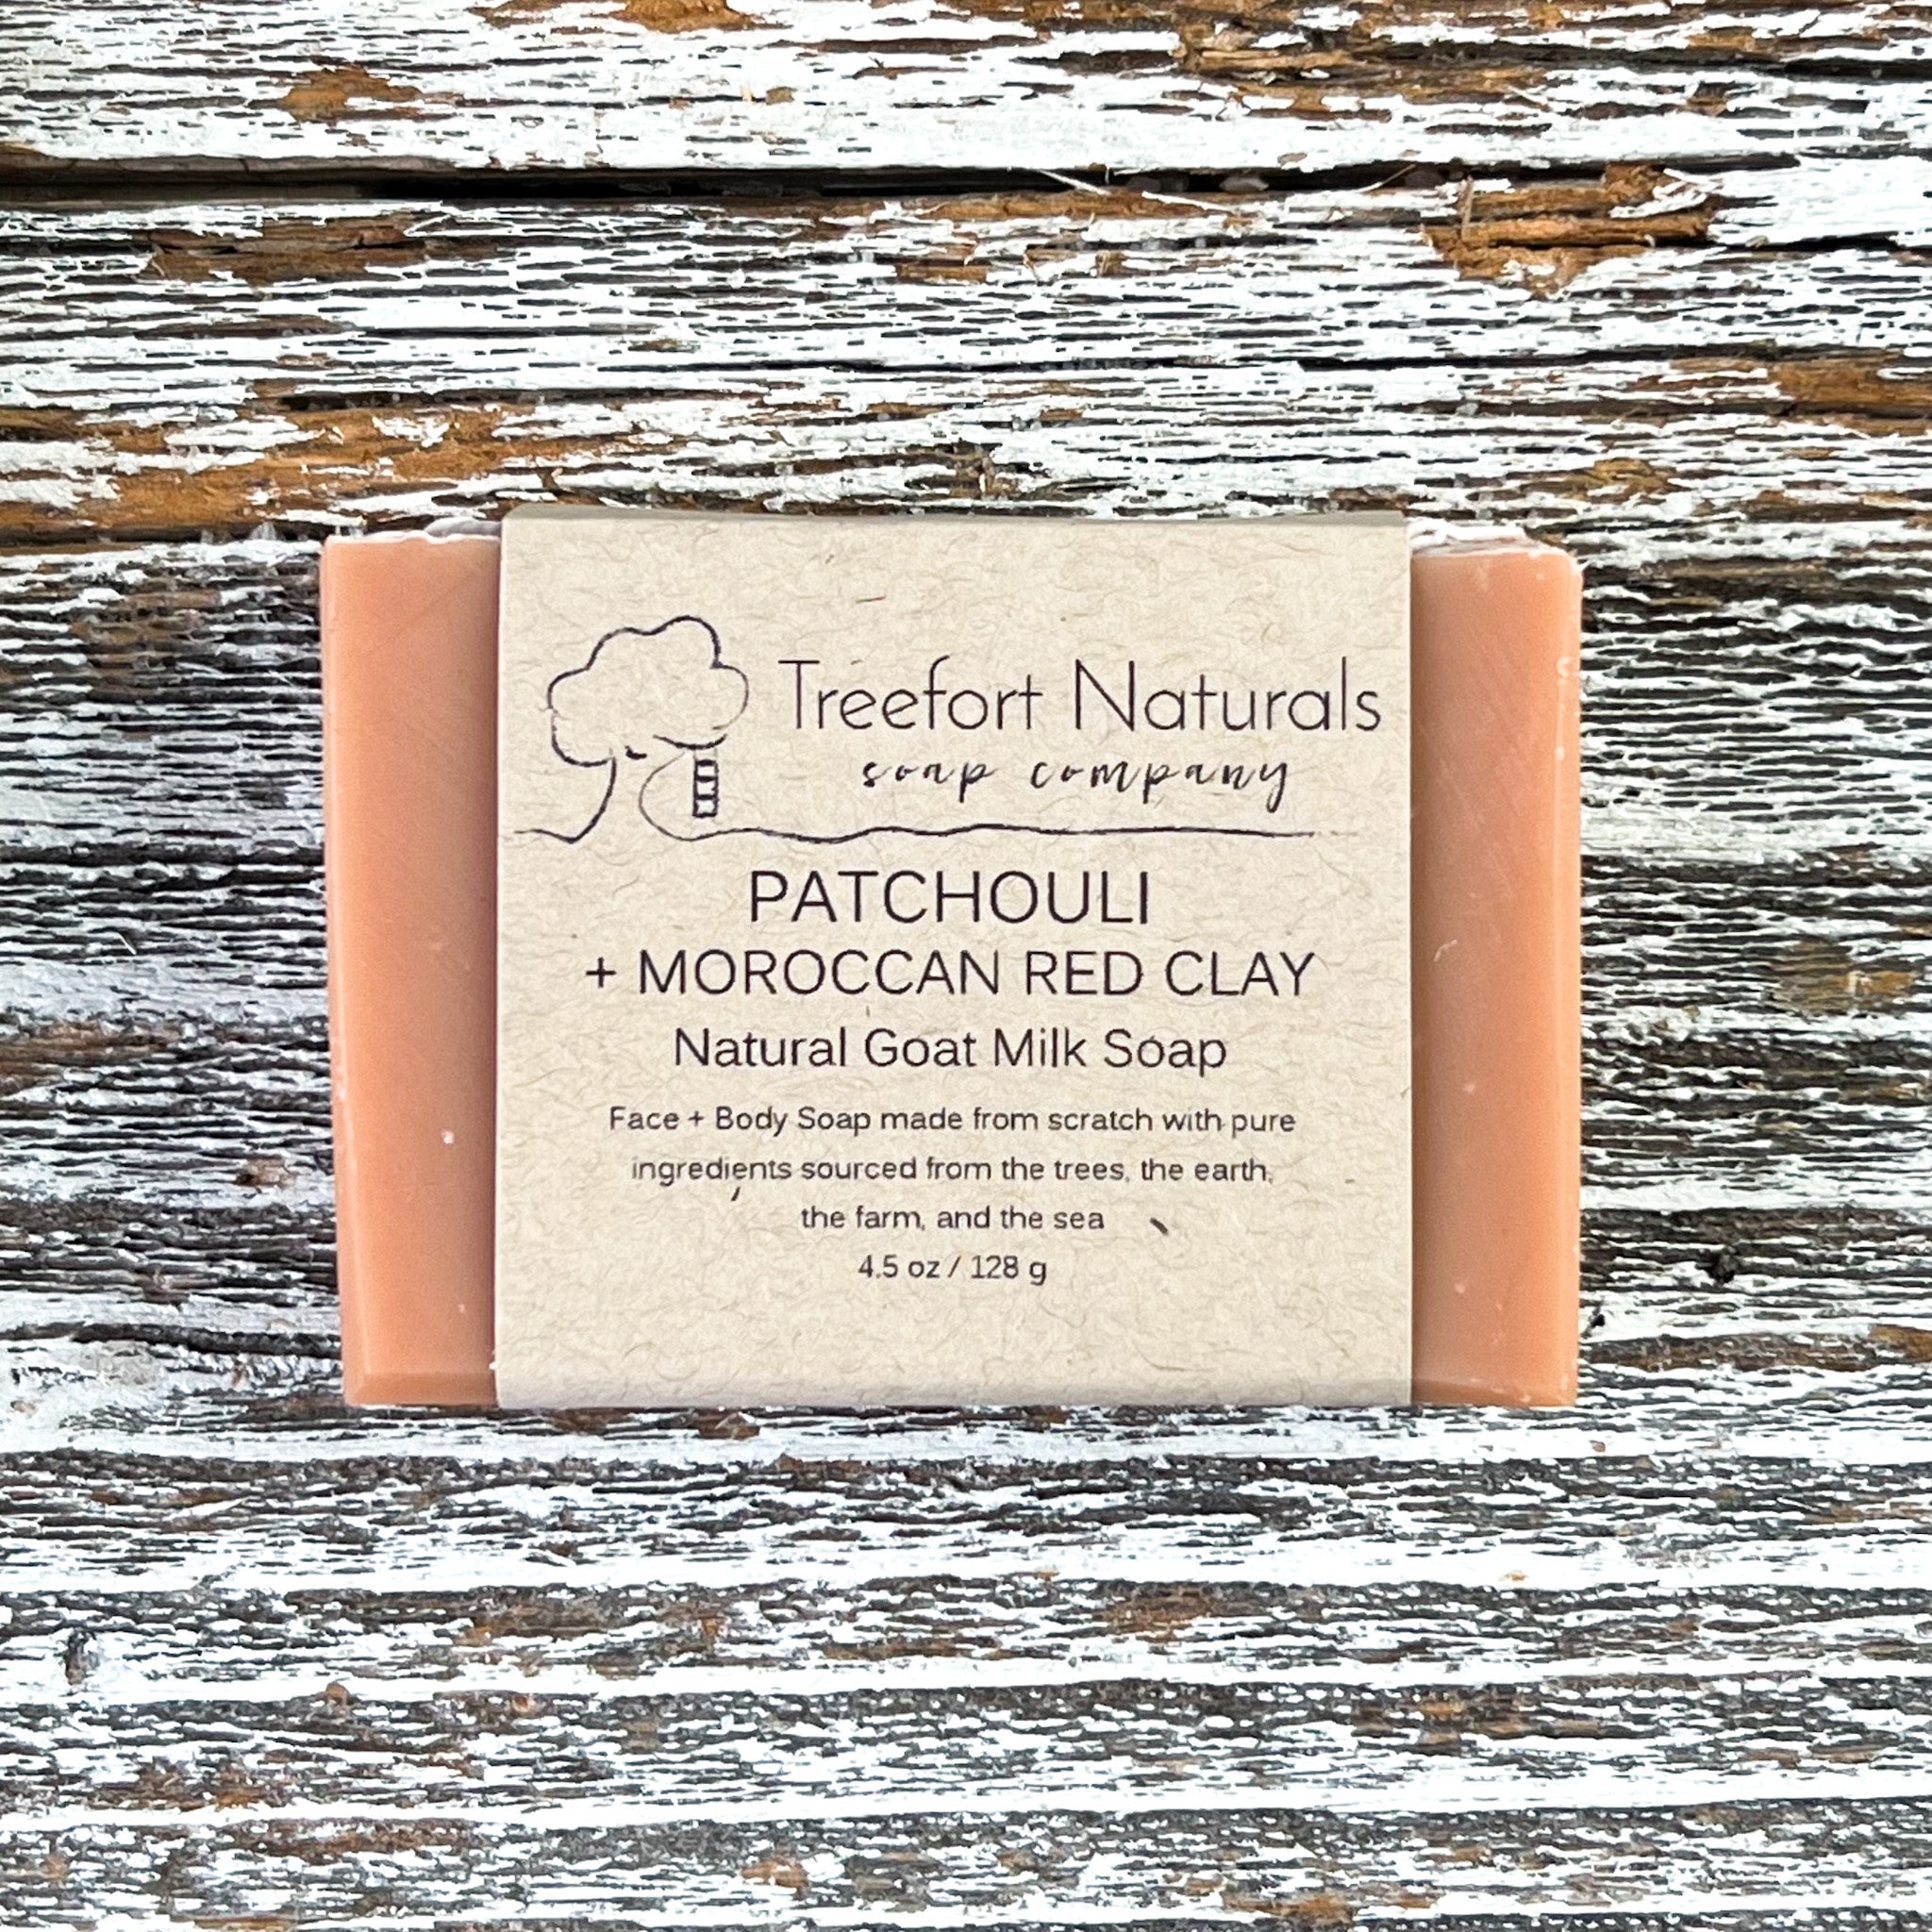 Treefort Naturals
soap company
PATCHOULI
+ MOROCCAN RED CLAY
Natural Goat Milk Soap
Face + Body Soap made from scratch with pure
ingredients sourced from the trees, the earth,
the farm, and the sea
4.5 oz / 128 g